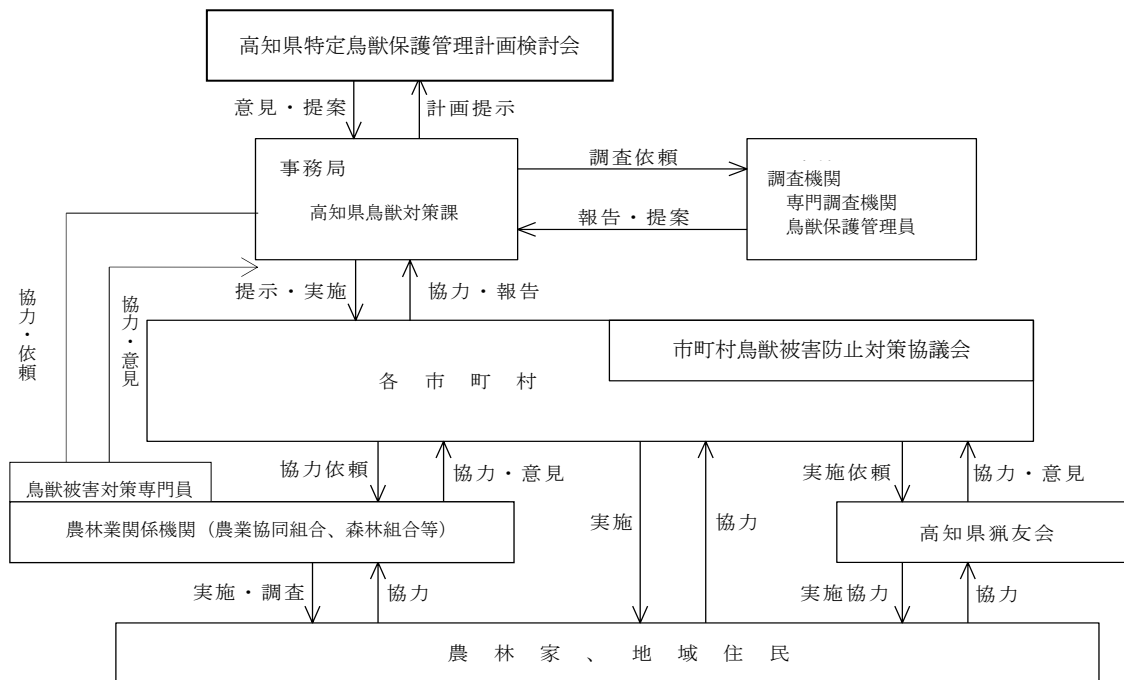 高知県特定鳥獣保護管理計画検討会
意見・提案
計画提示
事務局
高知県鳥獣対策課
調査依頼
報告・提案
調査機関
専門調査機関
鳥獣保護管理員
協力・依頼
協力・意見
提示・実施
協力・報告
市町村鳥獣被害防止対策協議会
各市町村
協力依頼
協力・意見
実施
協力
実施依頼
協力・意見
鳥獣被害対策専門員
農林業関係機関（農業協同組合、森林組合等）
高知県猟友会
実施・調査
協力
実施協力
協力
農林家、地域住民